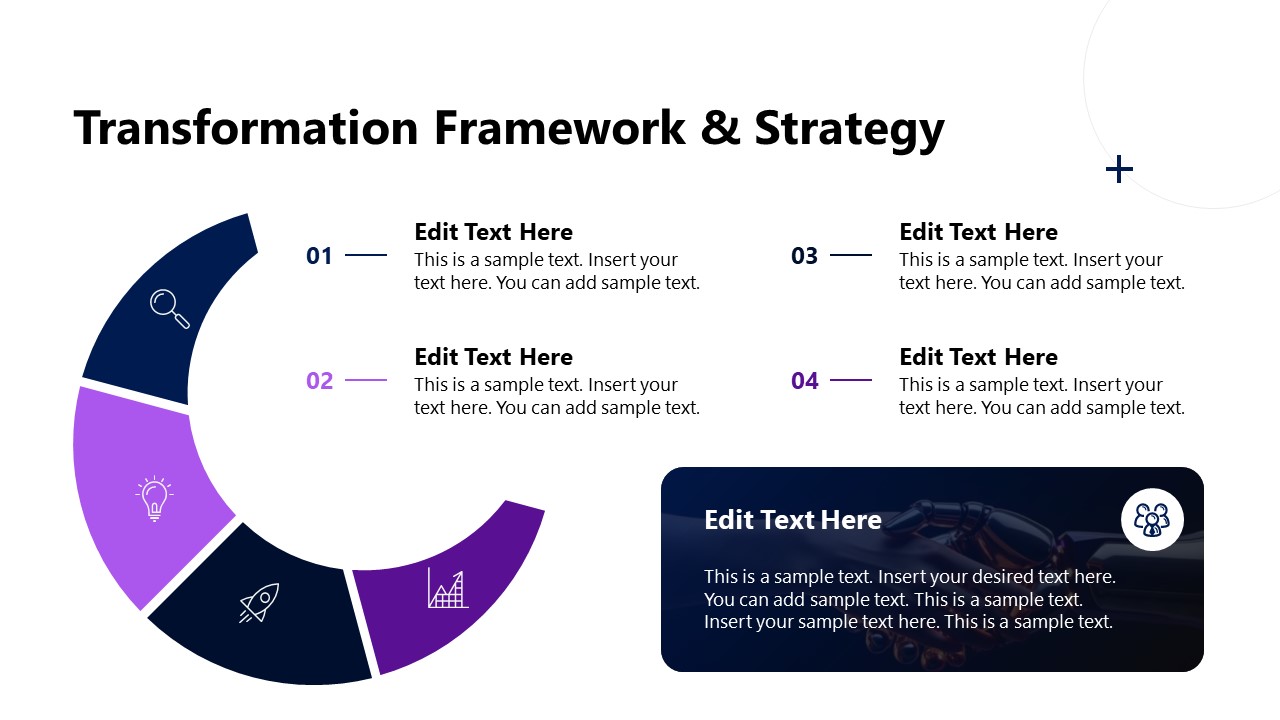 Transformation Framework & Strategy
01
Edit Text Here
This is a sample text. Insert your
text here. You can add sample text.
02
Edit Text Here
This is a sample text. Insert your
text here. You can add sample text.
03
Edit Text Here
This is a sample text. Insert your
text here. You can add sample text.
04
Edit Text Here
This is a sample text. Insert your
text here. You can add sample text.
Edit Text Here
This is a sample text. Insert your desired text here.
You can add sample text. This is a sample text.
Insert your sample text here. This is a sample text.